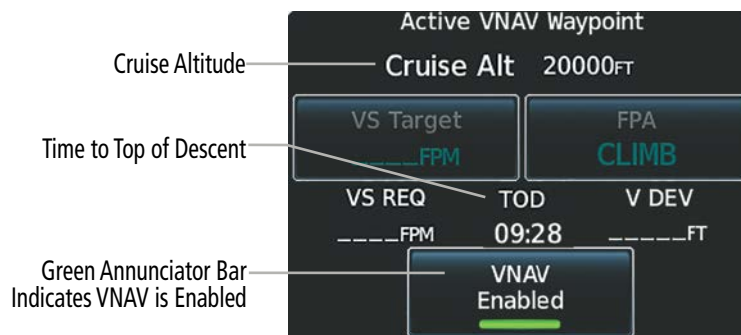 Active VNAV Waypoint
Cruise Altitude
Cruise Alt 20000FT
VS Target
____FPM
FPA
CLIMB
Time to Top of Descent
VS REQ TOD V DEV
____FPM 09:28 _____FT
Green Annunciator Bar
Indicates VNAV is Enabled
VNAV
Enabled